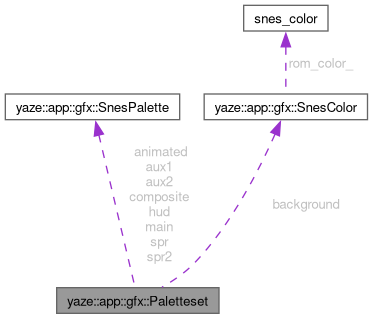 snes_color
rom_color_
yaze::app::gfx::SnesPalette
yaze::app::gfx::SnesColor
animated
aux1
aux2
composite
hud
main
spr
spr2
background
yaze::app::gfx::Paletteset